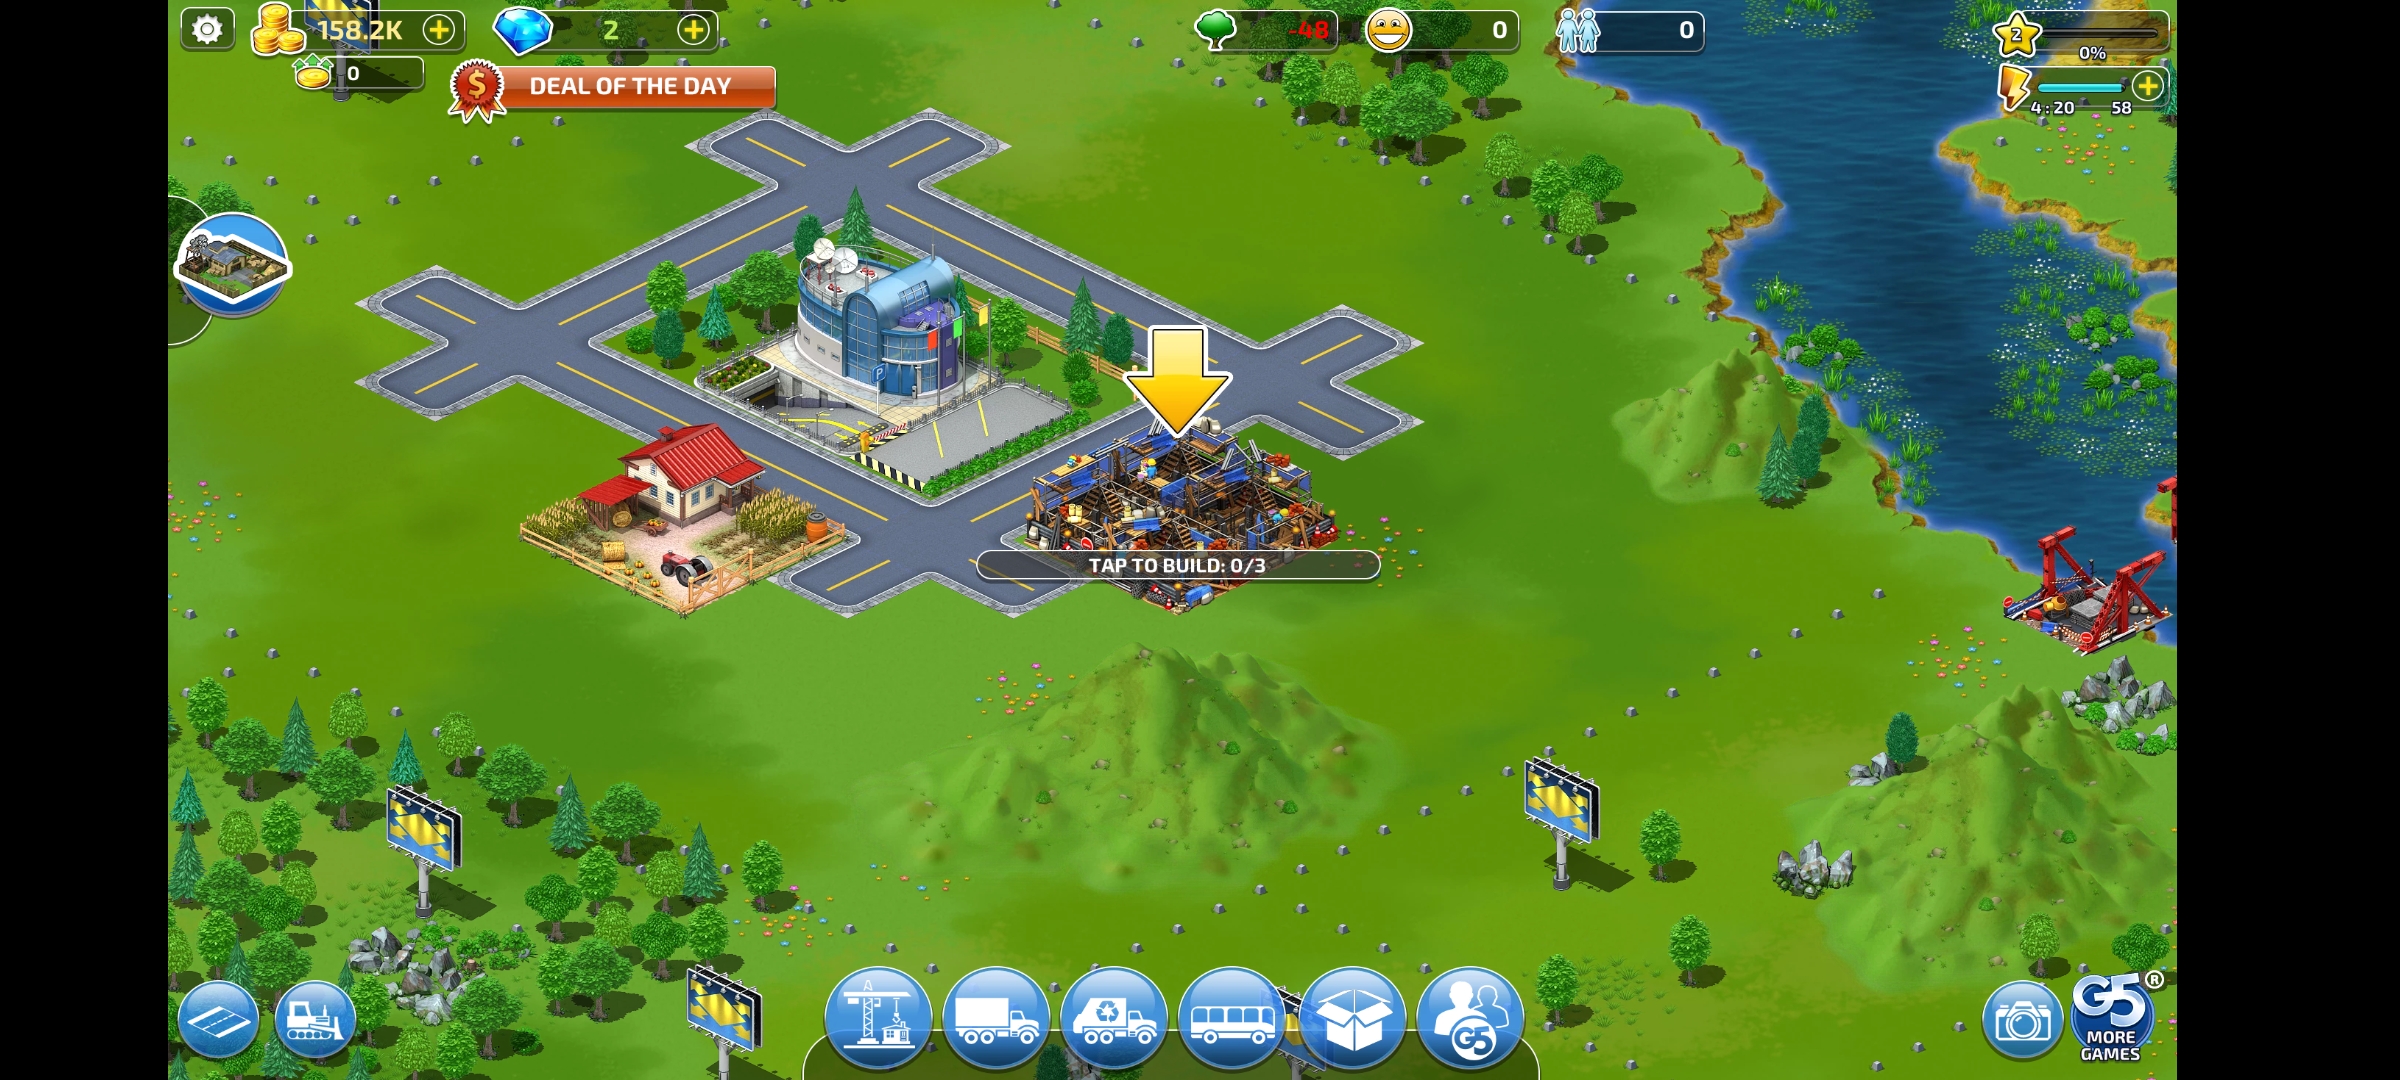 158.2K
2
-48
0
0
2
0%
0
DEAL OF THE DAY
4:20 58
P
TAP TO BUILD: 0/3
A
G5
G5®
MORE
GAMES